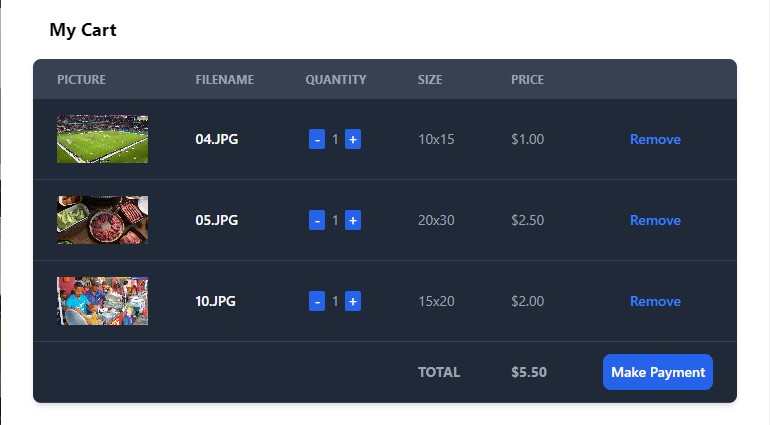 My Cart
PICTURE FILENAME QUANTITY SIZE PRICE
04.JPG - 1 + 10x15 $1.00 Remove
05.JPG - 1 + 20x30 $2.50 Remove
10.JPG - 1 + 15x20 $2.00 Remove
TOTAL $5.50 Make Payment